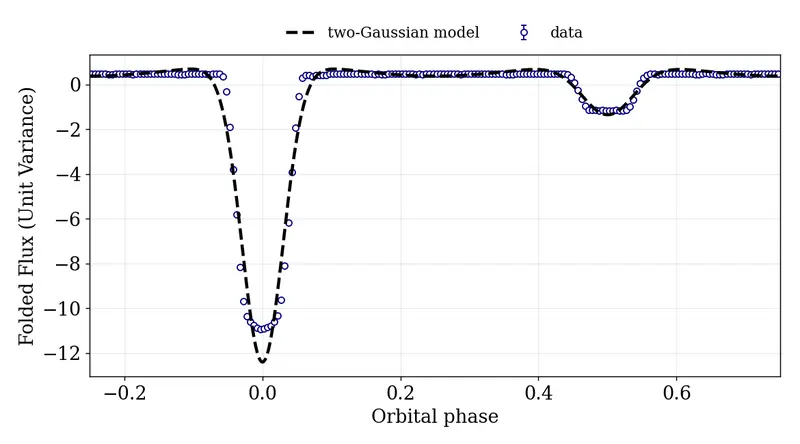 two-Gaussian model data
Folded Flux (Unit Variance)
0
−2
−4
−6
−8
−10
−12
−0.2 0.0 0.2 0.4 0.6
Orbital phase